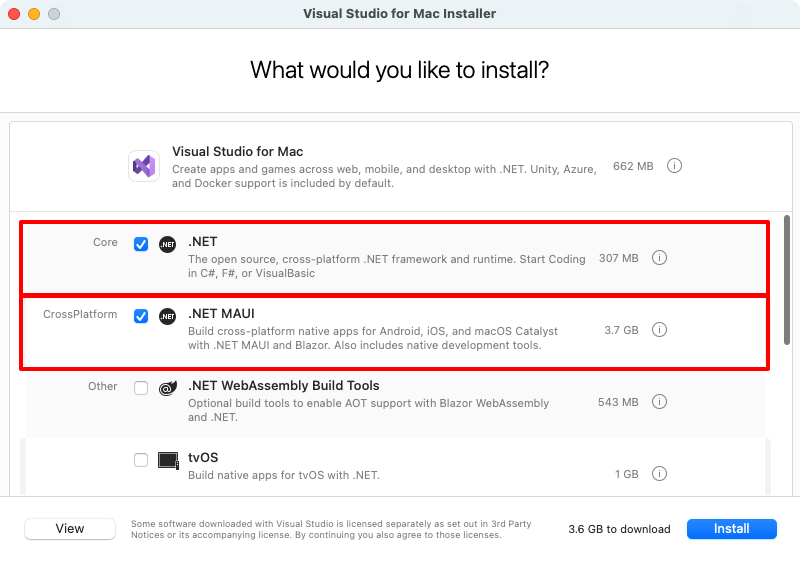 Visual Studio for Mac Installer
What would you like to install?
Visual Studio for Mac
Create apps and games across web, mobile, and desktop with .NET. Unity, Azure,
and Docker support is included by default.
662 MB
Core
.NET
.NET
The open source, cross-platform .NET framework and runtime. Start Coding
in C#, F#, or VisualBasic
307 MB
CrossPlatform
.NET
.NET MAUI
Build cross-platform native apps for Android, iOS, and macOS Catalyst
with .NET MAUI and Blazor. Also includes native development tools.
3.7 GB
Other
.NET WebAssembly Build Tools
Optional build tools to enable AOT support with Blazor WebAssembly
and .NET.
543 MB
tvOS
Build native apps for tvOS with .NET.
1 GB
View
Some software downloaded with Visual Studio is licensed separately as set out in 3rd Party
Notices or its accompanying license. By continuing you also agree to those licenses.
3.6 GB to download
Install